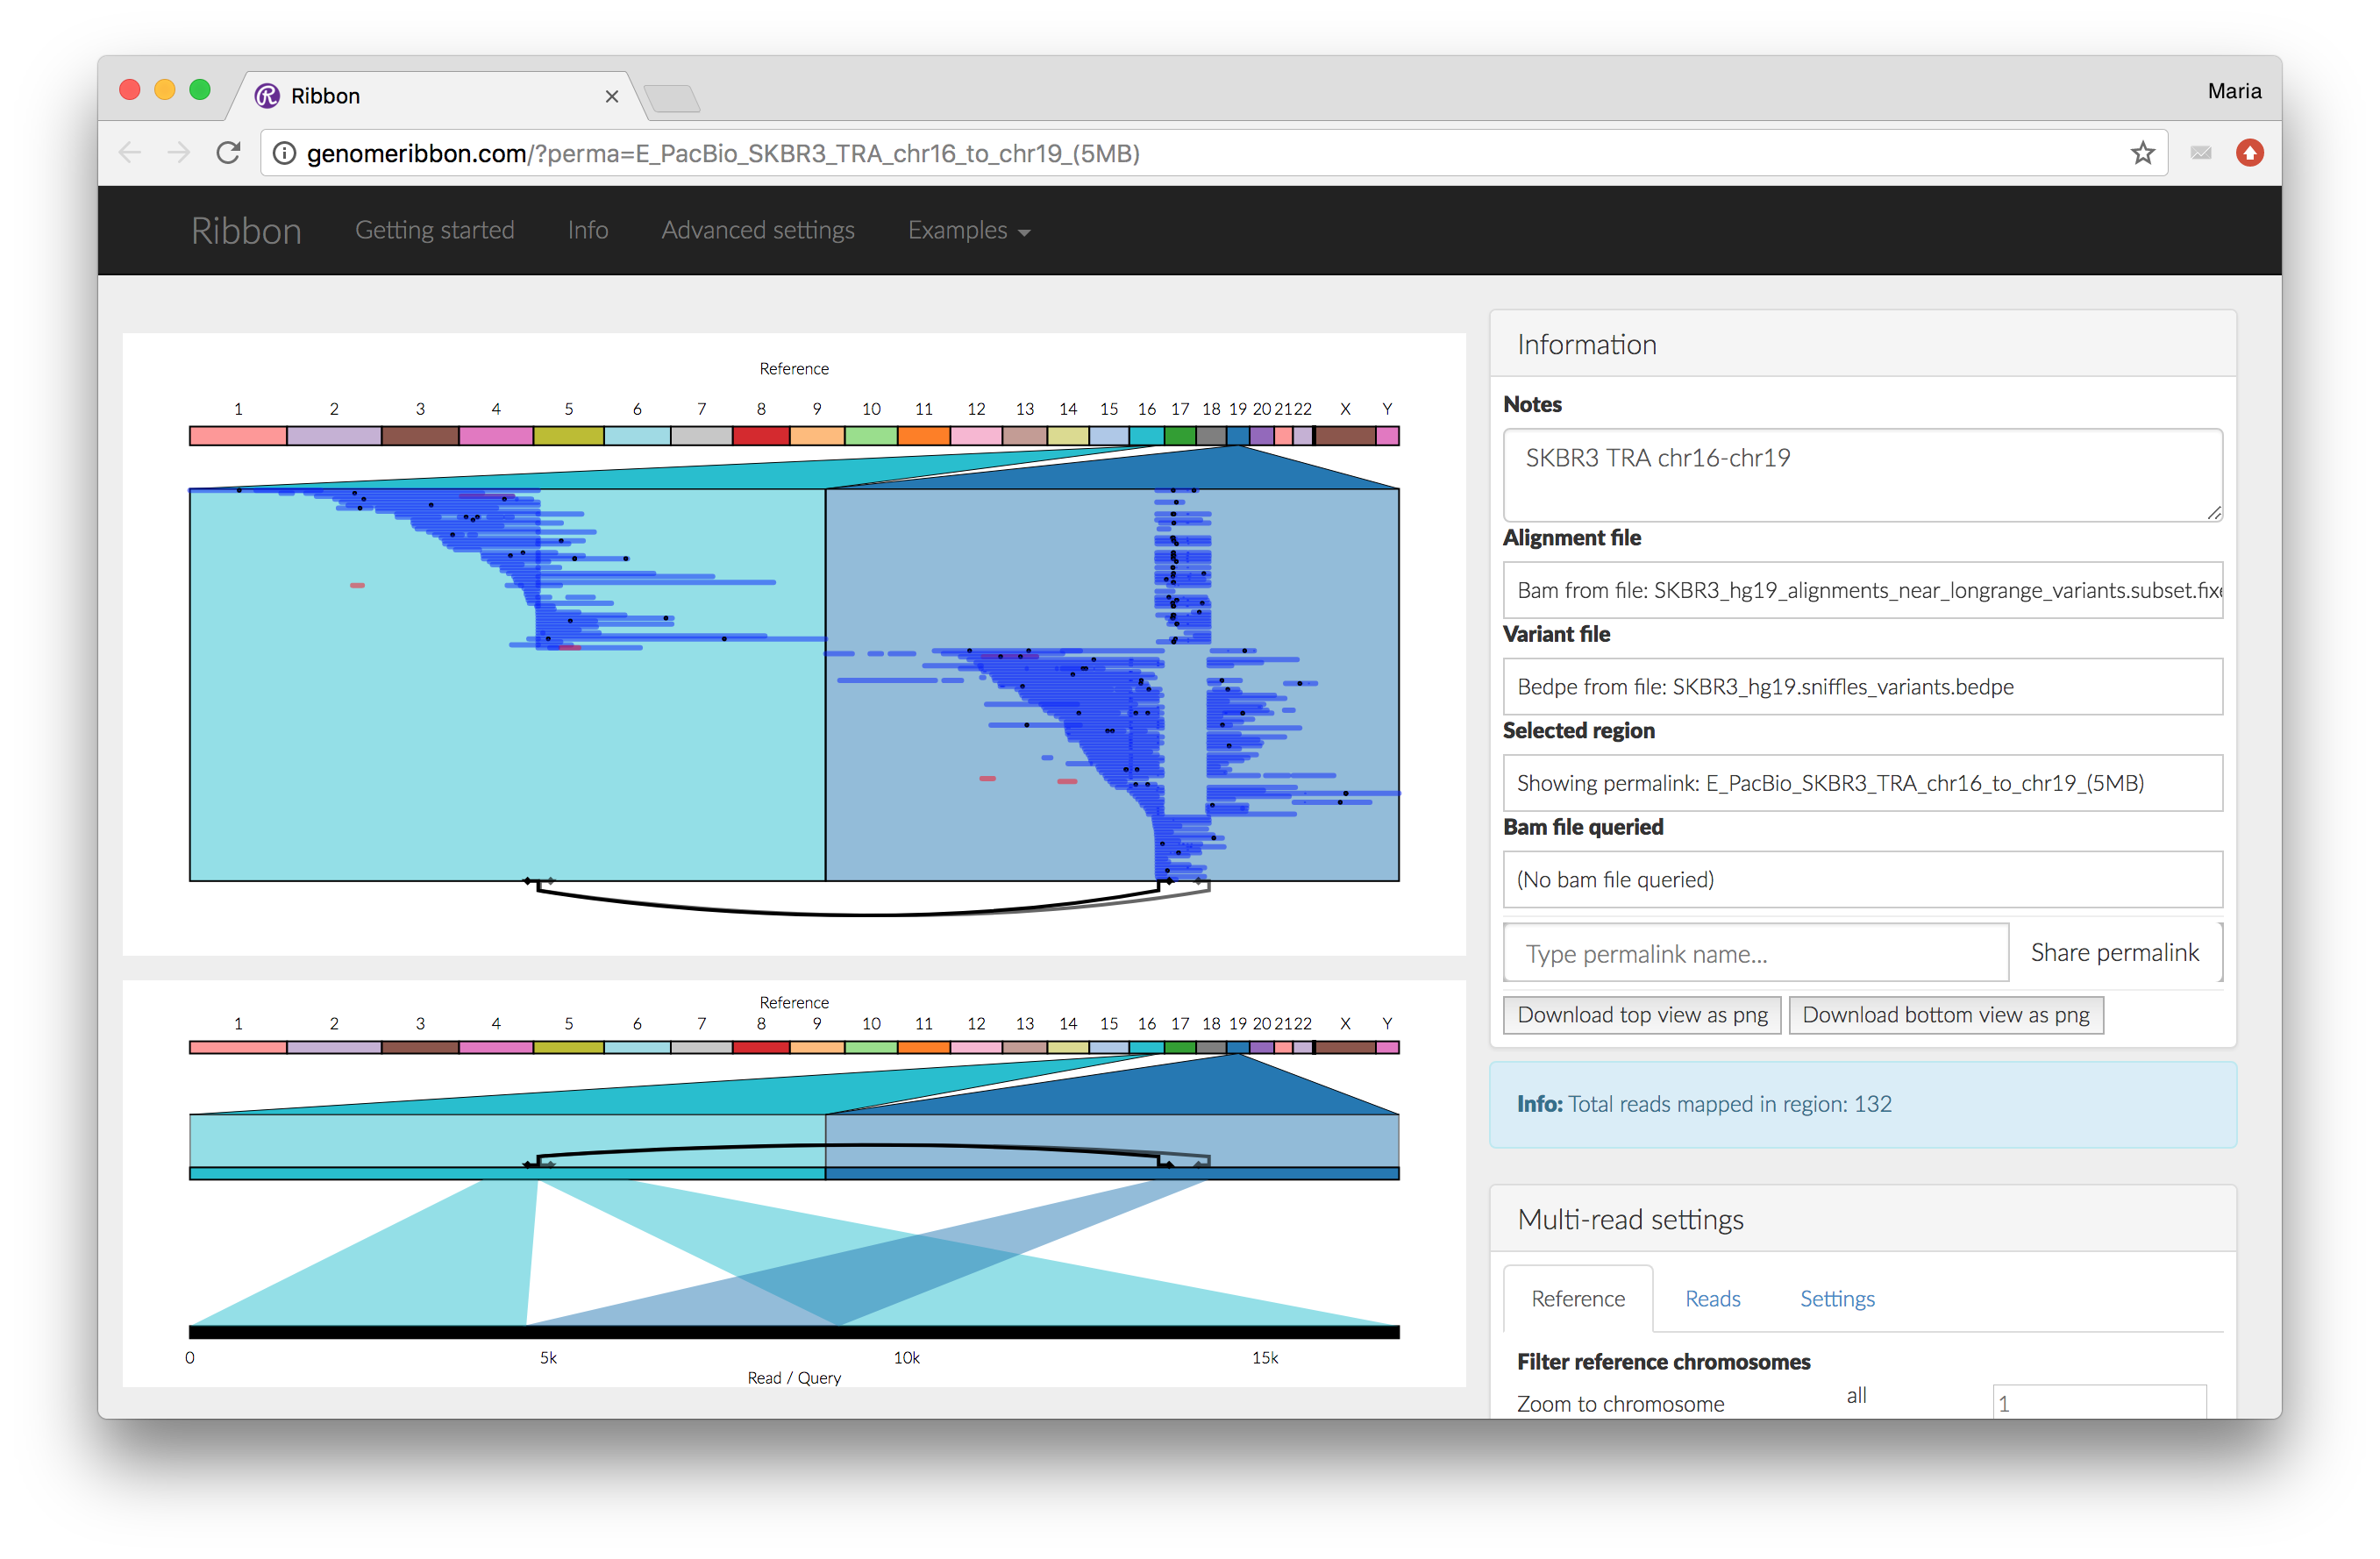 Ribbon
Maria
genomeribbon.com/?perma=E_PacBio_SKBR3_TRA_chr16_to_chr19_(5MB)
Ribbon Getting started Info Advanced settings Examples
Reference
1 2 3 4 5 6 7 8 9 10 11 12 13 14 15 16 17 18 19 20 21 22 X Y
Reference
1 2 3 4 5 6 7 8 9 10 11 12 13 14 15 16 17 18 19 20 21 22 X Y
0 5k 10k 15k
Read / Query
Information
Notes
SKBR3 TRA chr16-chr19
Alignment file
Bam from file: SKBR3_hg19_alignments_near_longrange_variants.subset.fixe
Variant file
Bedpe from file: SKBR3_hg19.sniffles_variants.bedpe
Selected region
Showing permalink: E_PacBio_SKBR3_TRA_chr16_to_chr19_(5MB)
Bam file queried
(No bam file queried)
Type permalink name... Share permalink
Download top view as png Download bottom view as png
Info: Total reads mapped in region: 132
Multi-read settings
Reference Reads Settings
Filter reference chromosomes
Zoom to chromosome all 1